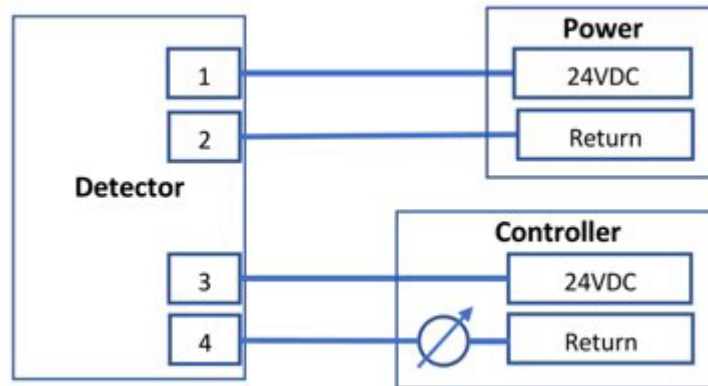 Power
1
24VDC
2
Return
Detector
Controller
3
24VDC
4
Return